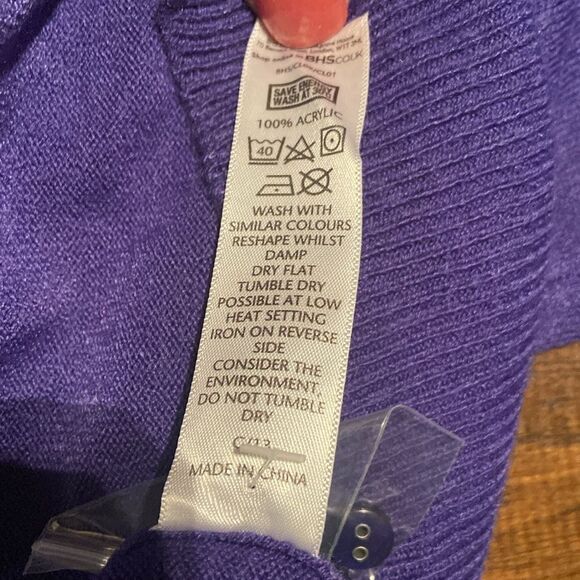 London, W1T
BHS.CO.UK
SAVE ENERGY
WASH AT 30°C
100% ACRYLIC
40
WASH WITH
SIMILAR COLOURS
RESHAPE WHILST
DAMP
DRY FLAT
TUMBLE DRY
POSSIBLE AT LOW
HEAT SETTING
IRON ON REVERSE
SIDE
CONSIDER THE
ENVIRONMENT,
DO NOT TUMBLE
DRY
MADE IN CHINA